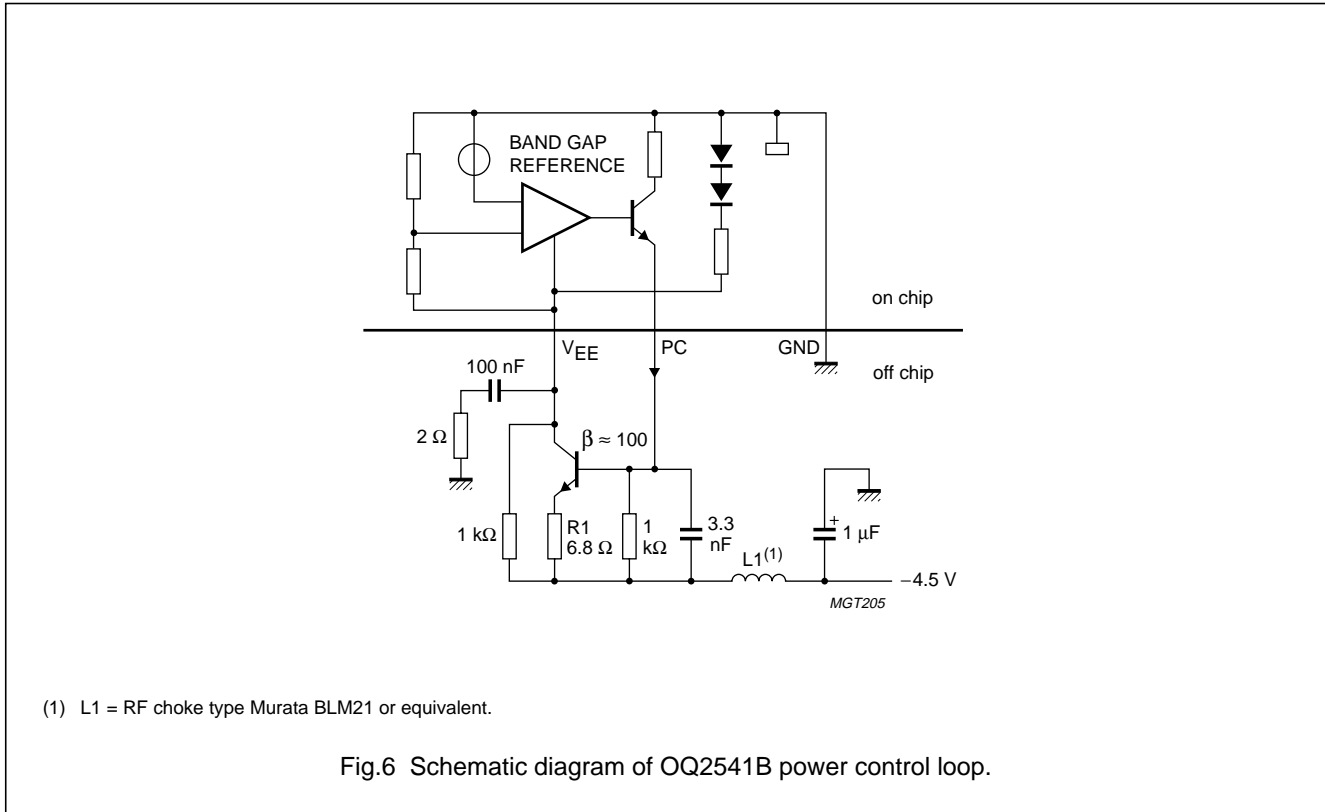 BAND GAP
REFERENCE
on chip
VEE
PC
GND
off chip
100 nF
2 Ω
β ≈ 100
1 kΩ
R1
6.8 Ω
1
kΩ
3.3
nF
L1(1)
+
1 μF
−4.5 V
MGT205
(1) L1 = RF choke type Murata BLM21 or equivalent.
Fig.6 Schematic diagram of OQ2541B power control loop.